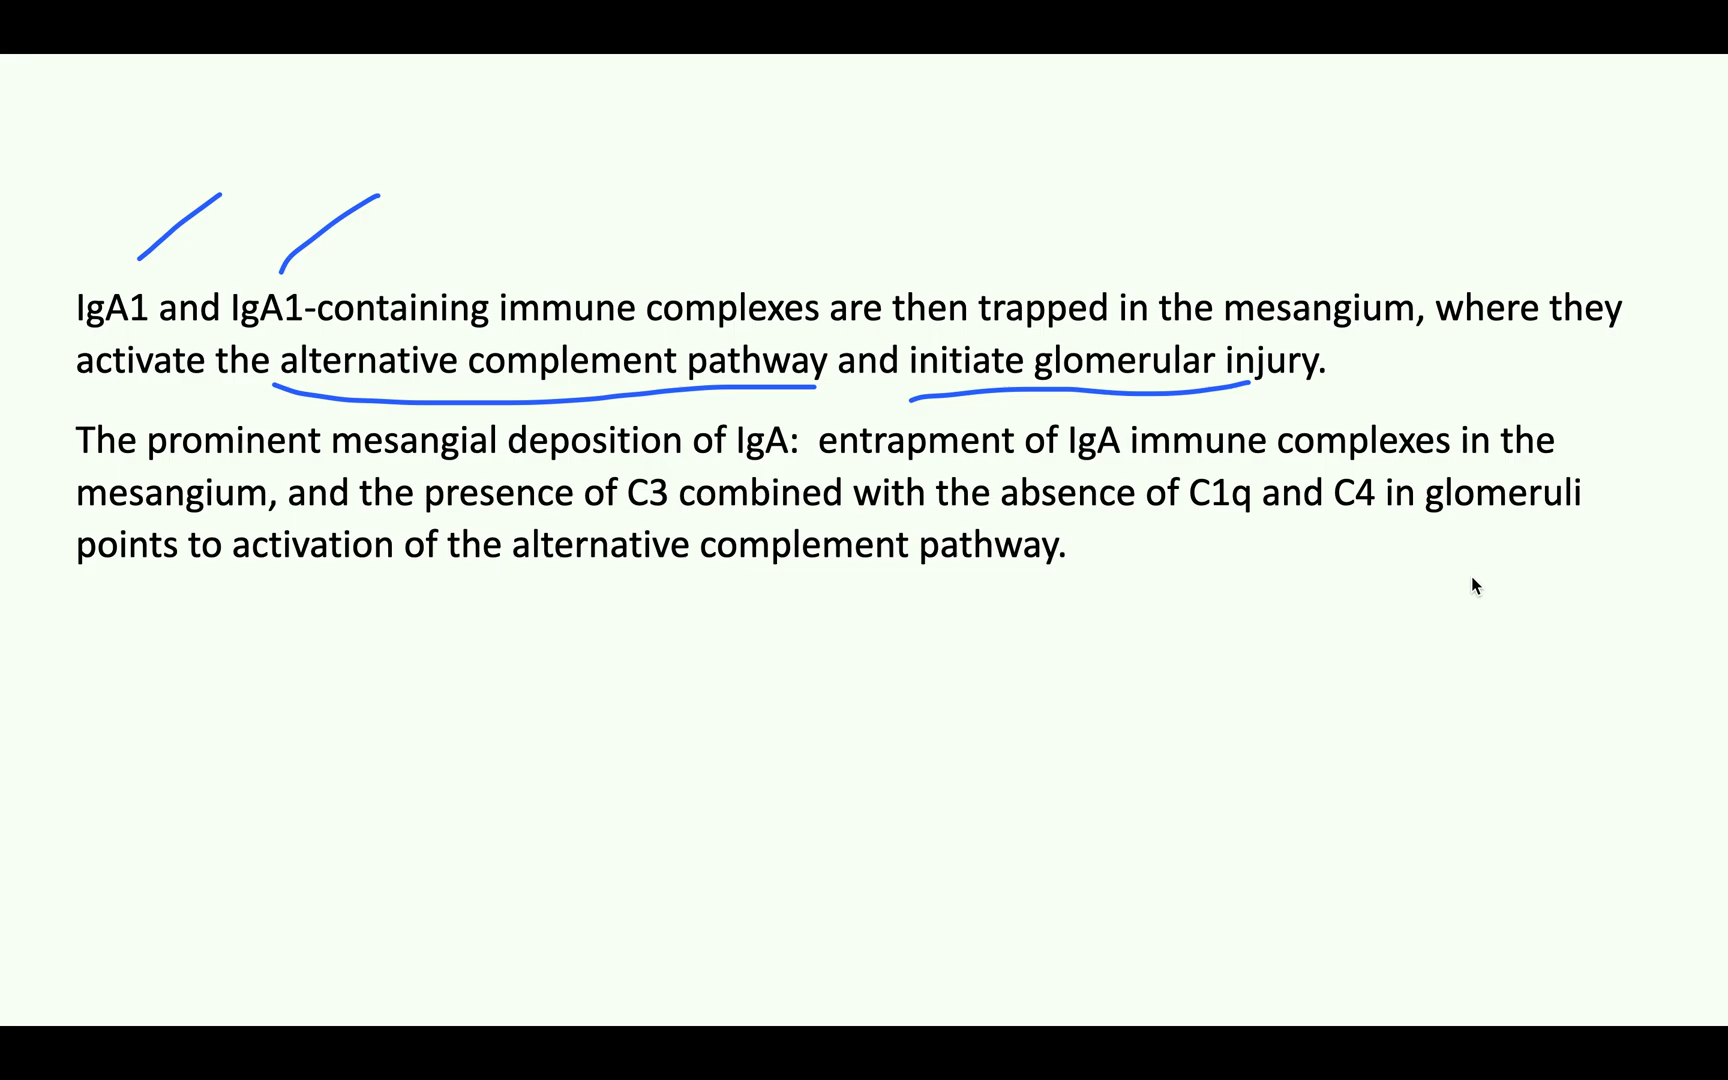 IgA1 and IgA1-containing immune complexes are then trapped in the mesangium, where they
activate the alternative complement pathway and initiate glomerular injury.
The prominent mesangial deposition of IgA:  entrapment of IgA immune complexes in the
mesangium, and the presence of C3 combined with the absence of C1q and C4 in glomeruli
points to activation of the alternative complement pathway.